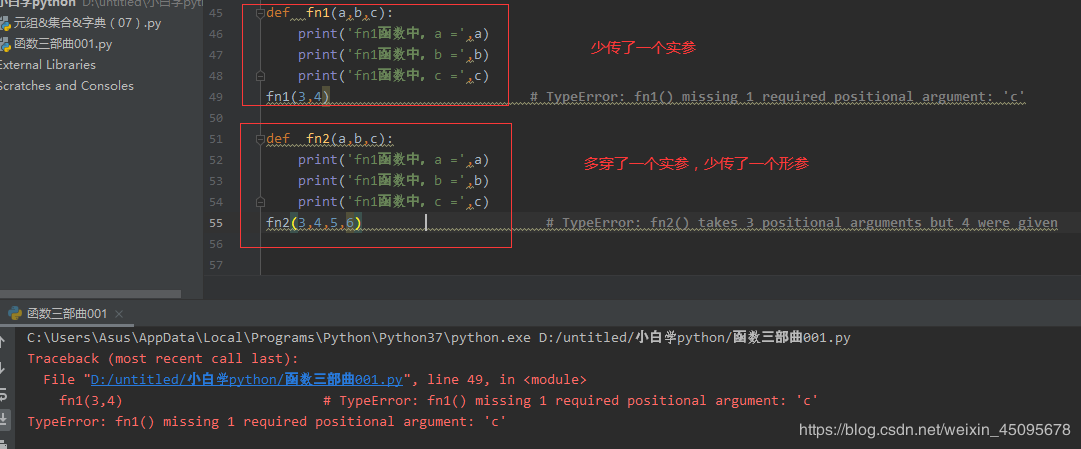 小白学python D:\untitled\小白学python
元组&集合&字典（07）.py
函数三部曲001.py
External Libraries
Scratches and Consoles
45 def fn1(a,b,c):
46 print('fn1函数中，a =',a)
47 print('fn1函数中，b =',b)
48 print('fn1函数中，c =',c)
49 fn1(3,4) # TypeError: fn1() missing 1 required positional argument: 'c'
少传了一个实参
50
51 def fn2(a,b,c):
52 print('fn1函数中，a =',a)
53 print('fn1函数中，b =',b)
54 print('fn1函数中，c =',c)
55 fn2(3,4,5,6) # TypeError: fn2() takes 3 positional arguments but 4 were given
多穿了一个实参，少传了一个形参
56
57
函数三部曲001
C:\Users\Asus\AppData\Local\Programs\Python\Python37\python.exe D:/untitled/小白学python/函数三部曲001.py
Traceback (most recent call last):
File "D:/untitled/小白学python/函数三部曲001.py", line 49, in <module>
fn1(3,4) # TypeError: fn1() missing 1 required positional argument: 'c'
TypeError: fn1() missing 1 required positional argument: 'c'
https://blog.csdn.net/weixin_45095678